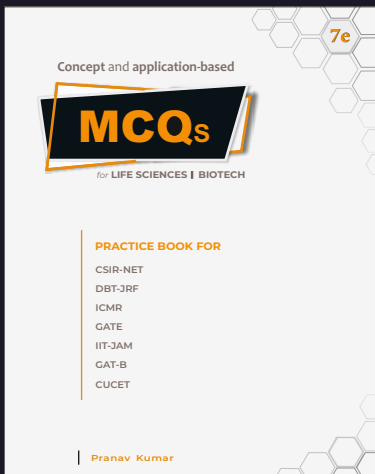 7e
Concept and application-based
MCQs
for LIFE SCIENCES | BIOTECH
PRACTICE BOOK FOR
CSIR-NET
DBT-JRF
ICMR
GATE
IIT-JAM
GAT-B
CUCET
Pranav Kumar